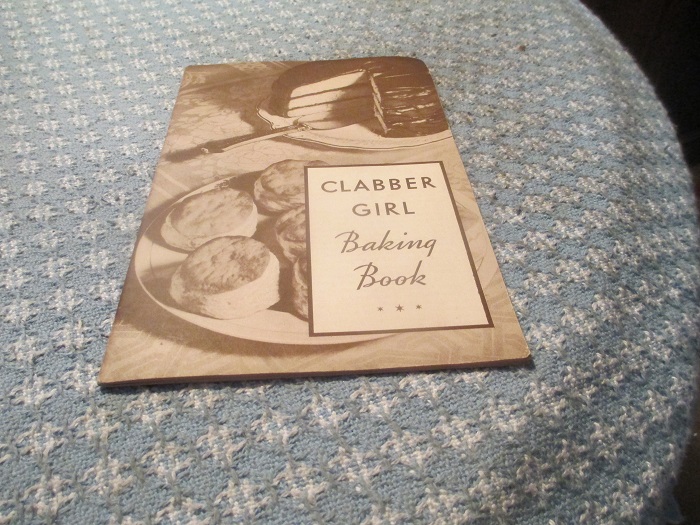 CLABBER
GIRL
Baking
Book
* * *